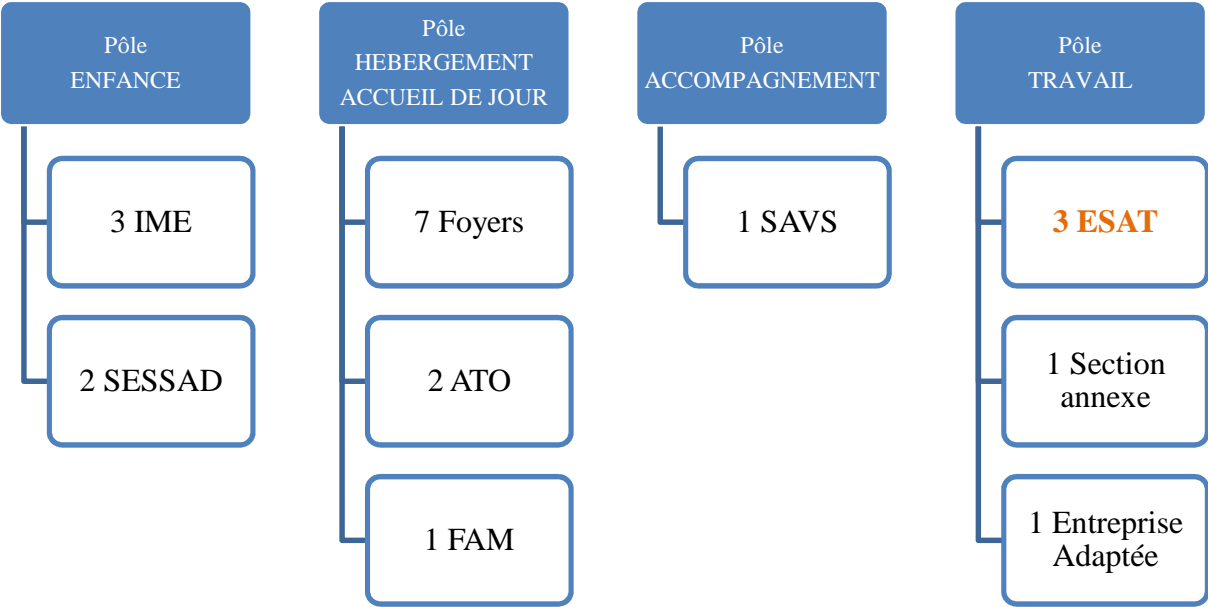 Pôle
ENFANCE
3 IME
2 SESSAD
Pôle
HEBERGEMENT
ACCUEIL DE JOUR
7 Foyers
2 ATO
1 FAM
Pôle
ACCOMPAGNEMENT
1 SAVS
Pôle
TRAVAIL
3 ESAT
1 Section
annexe
1 Entreprise
Adaptée